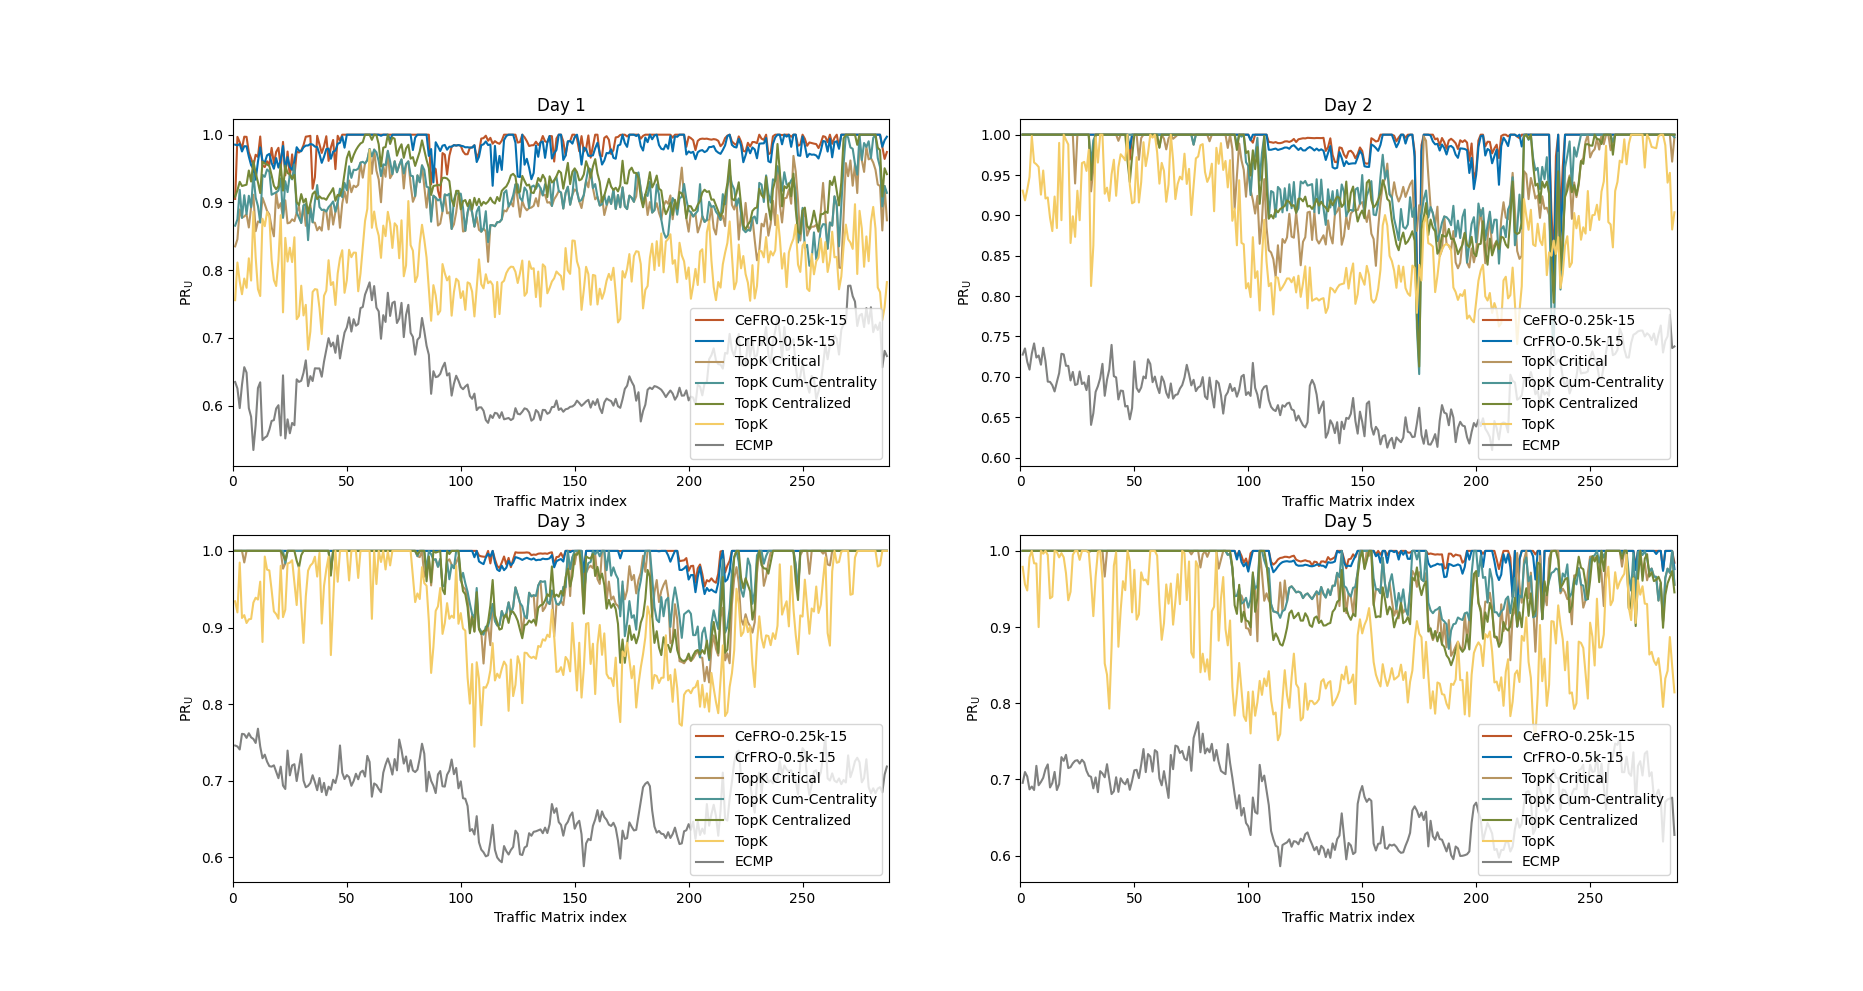 Day 1
1.0
0.9
0.8
0.7
0.6
PR_U
0 50 100 150 200 250
Traffic Matrix index
CeFRO-0.25k-15
CrFRO-0.5k-15
TopK Critical
TopK Cum-Centrality
TopK Centralized
TopK
ECMP
Day 2
1.00
0.95
0.90
0.85
0.80
0.75
0.70
0.65
0.60
PR_U
0 50 100 150 200 250
Traffic Matrix index
CeFRO-0.25k-15
CrFRO-0.5k-15
TopK Critical
TopK Cum-Centrality
TopK Centralized
TopK
ECMP
Day 3
1.0
0.9
0.8
0.7
0.6
PR_U
0 50 100 150 200 250
Traffic Matrix index
CeFRO-0.25k-15
CrFRO-0.5k-15
TopK Critical
TopK Cum-Centrality
TopK Centralized
TopK
ECMP
Day 5
1.0
0.9
0.8
0.7
0.6
PR_U
0 50 100 150 200 250
Traffic Matrix index
CeFRO-0.25k-15
CrFRO-0.5k-15
TopK Critical
TopK Cum-Centrality
TopK Centralized
TopK
ECMP